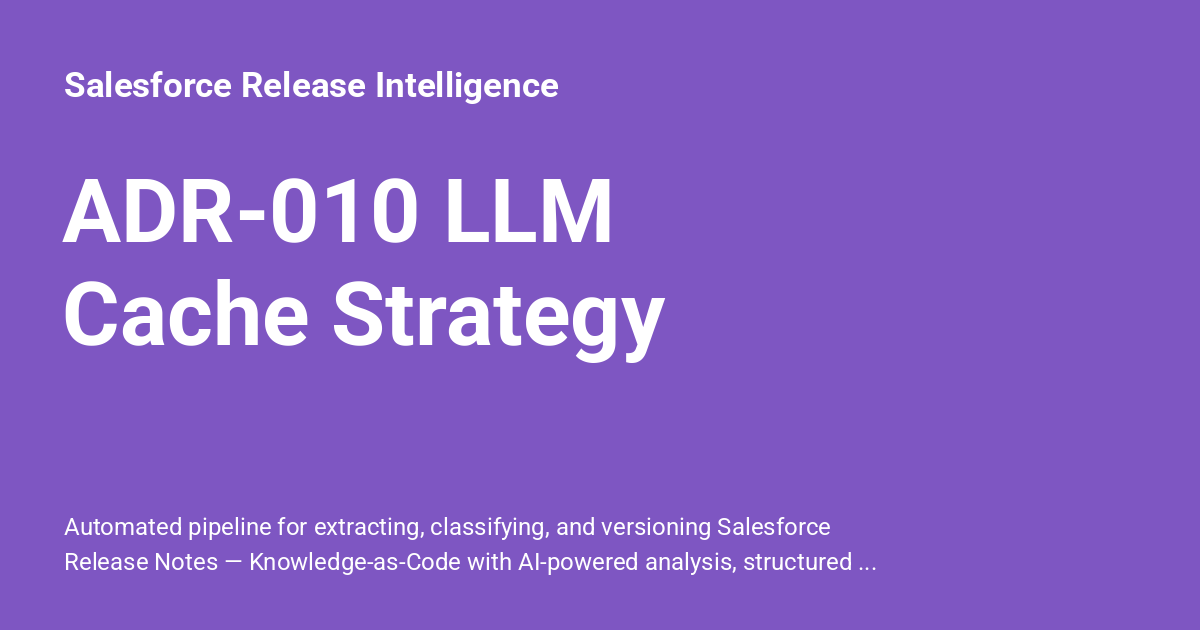 Salesforce Release Intelligence
ADR-010 LLM
Cache Strategy
Automated pipeline for extracting, classifying, and versioning Salesforce
Release Notes — Knowledge-as-Code with AI-powered analysis, structured ...